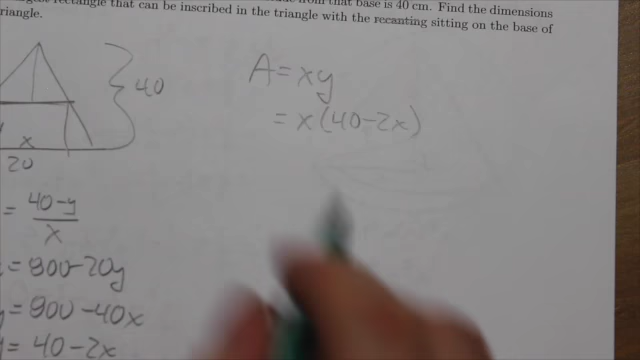 rectangle that can be inscribed in the triangle with the recanting sitting on the base of
from that base is 40 cm. Find the dimensions
riangle.
40
x
20
A = xy
= x(40-2x)
= 40-y / x
= 800-20y
= 800-40x
= 40-2x